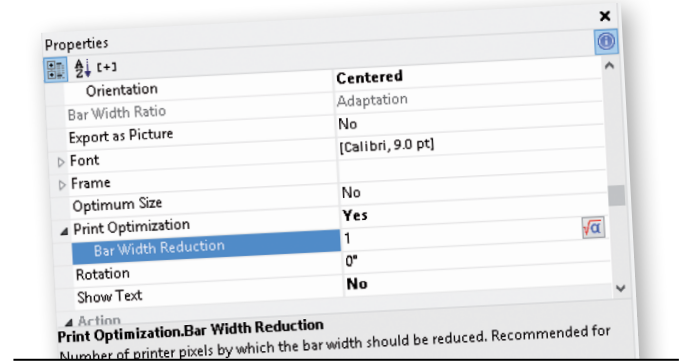 Properties
[+]
Orientation Centered
Bar Width Ratio Adaptation
Export as Picture No
Font [Calibri, 9.0 pt]
Frame
Optimum Size No
Print Optimization Yes
Bar Width Reduction 1 √α
Rotation 0°
Show Text No
Action
Print Optimization.Bar Width Reduction
Number of printer pixels by which the bar width should be reduced. Recommended for